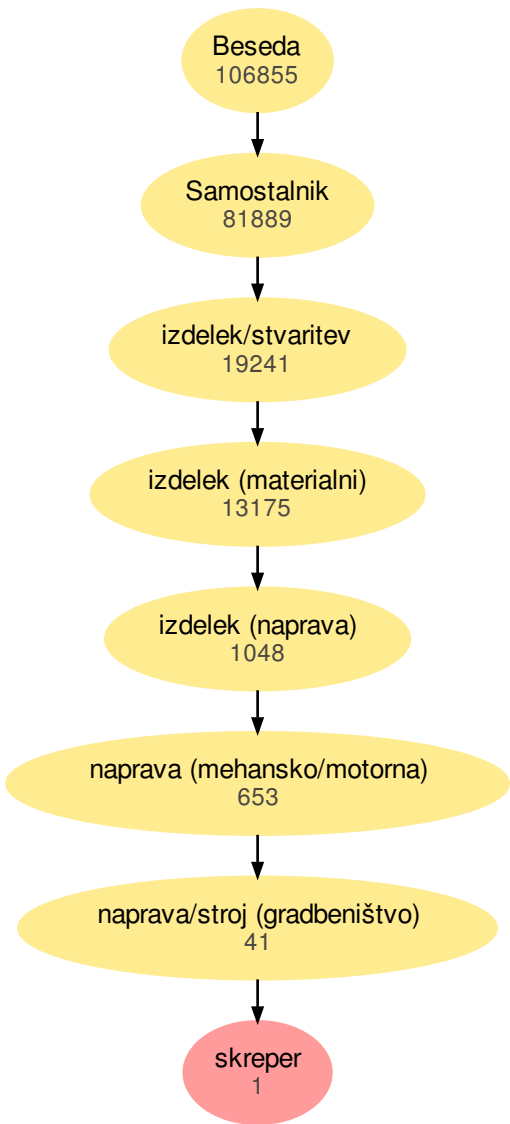 Beseda
106855
Samostalnik
81889
izdelek/stvaritev
19241
izdelek (materialni)
13175
izdelek (naprava)
1048
naprava (mehansko/motorna)
653
naprava/stroj (gradbeništvo)
41
skreper
1